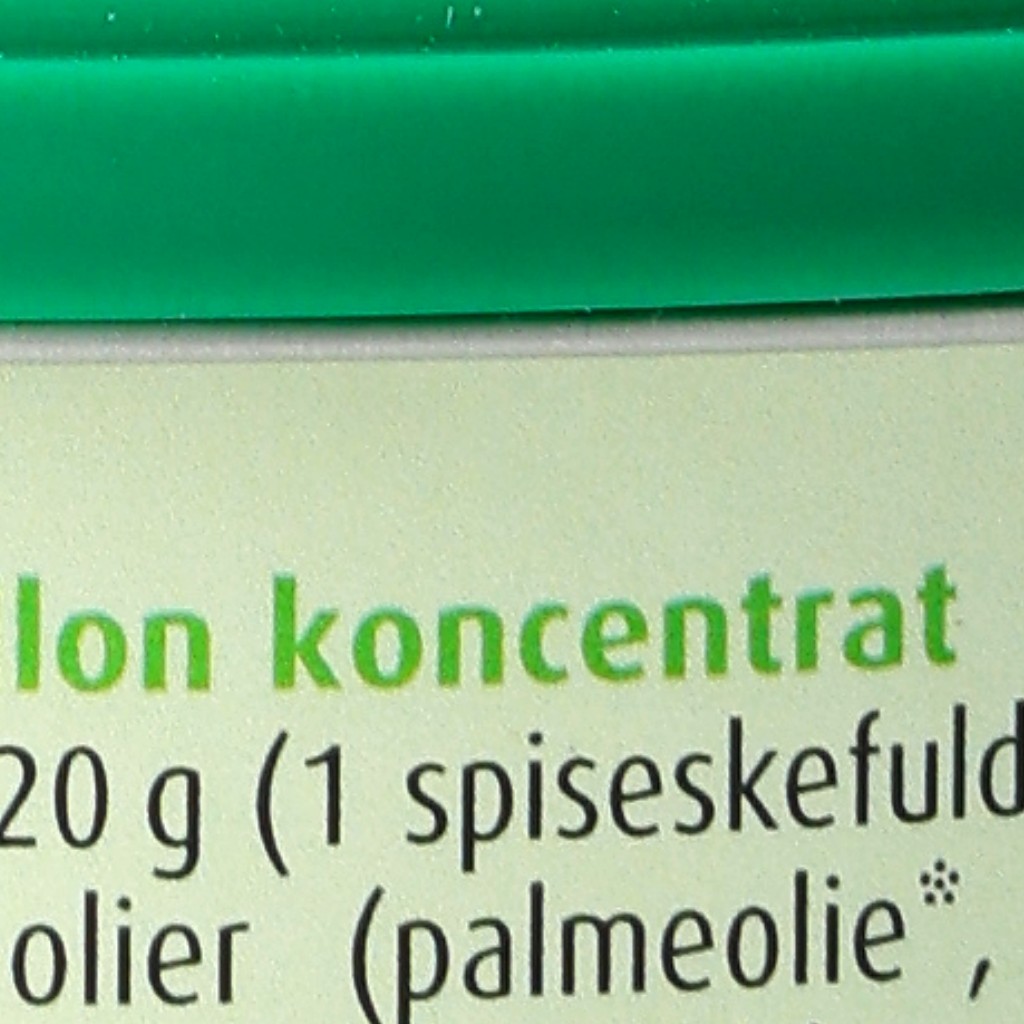 lon koncentrat
20 g (1 spiseskefuld
olier (palmeolie*,